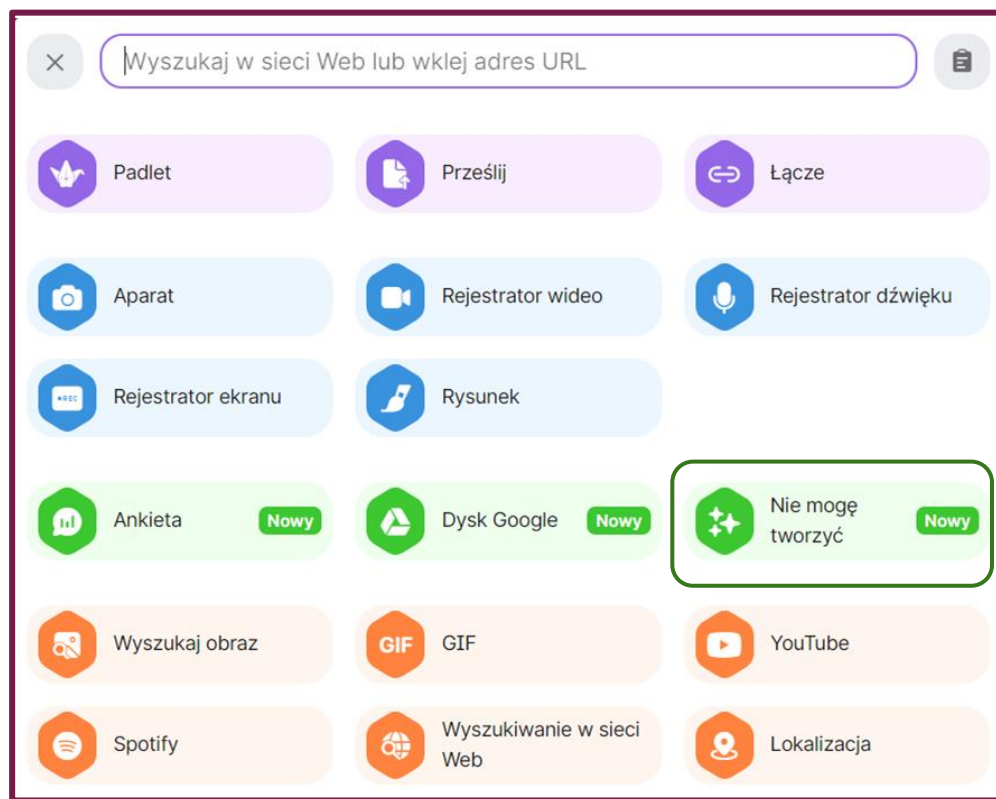 Wyszukaj w sieci Web lub wklej adres URL
Padlet
Prześlij
Łącze
Aparat
Rejestrator wideo
Rejestrator dźwięku
•REC
Rejestrator ekranu
Rysunek
Ankieta
Nowy
Dysk Google
Nowy
Nie mogę
tworzyć
Nowy
Wyszukaj obraz
GIF
GIF
YouTube
Spotify
Wyszukiwanie w sieci
Web
Lokalizacja